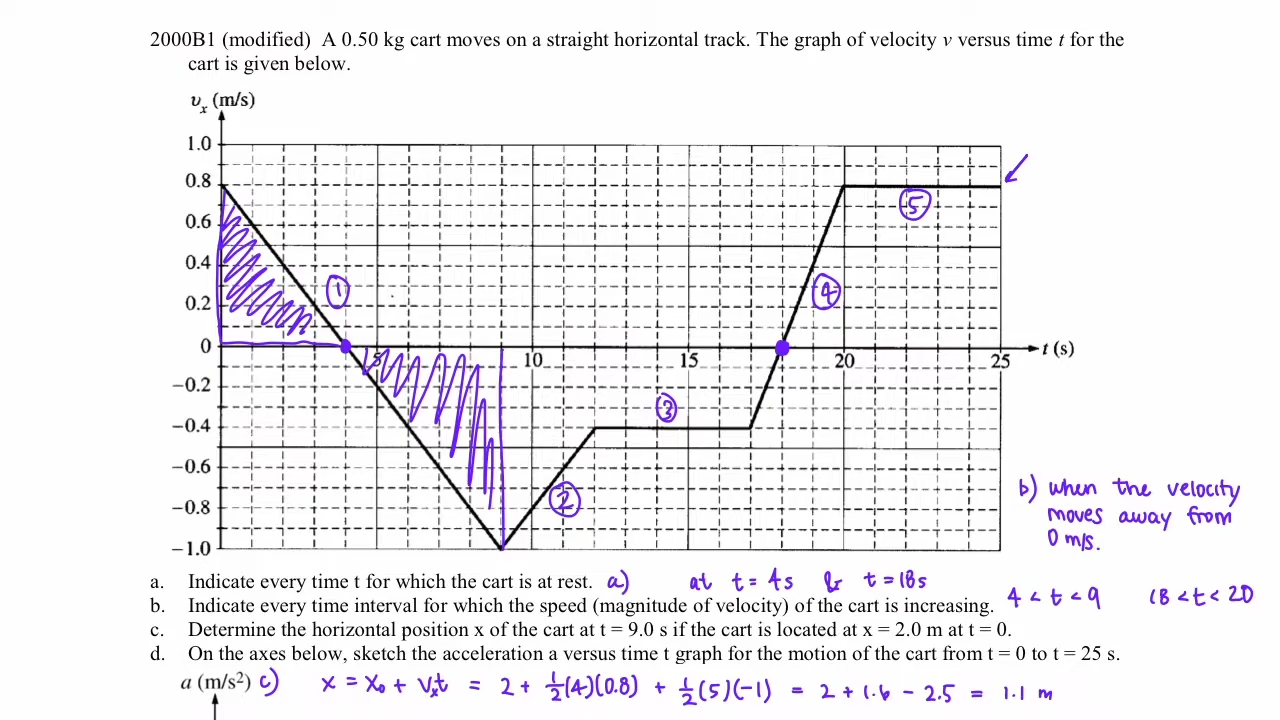 2000B1 (modified) A 0.50 kg cart moves on a straight horizontal track. The graph of velocity v versus time t for the
cart is given below.
υₓ (m/s)
1.0
0.8
0.6
0.4
0.2
0
−0.2
−0.4
−0.6
−0.8
−1.0
5
10
15
20
25
t (s)
①
②
③
④
⑤
b) when the velocity
moves away from
0 m/s.
a. Indicate every time t for which the cart is at rest. a) at t = 4s & t = 18s
b. Indicate every time interval for which the speed (magnitude of velocity) of the cart is increasing. 4 < t < 9 18 < t < 20
c. Determine the horizontal position x of the cart at t = 9.0 s if the cart is located at x = 2.0 m at t = 0.
d. On the axes below, sketch the acceleration a versus time t graph for the motion of the cart from t = 0 to t = 25 s.
a (m/s²) c) x = x₀ + vₓt = 2 + ½(4)(0.8) + ½(5)(-1) = 2 + 1.6 - 2.5 = 1.1 m